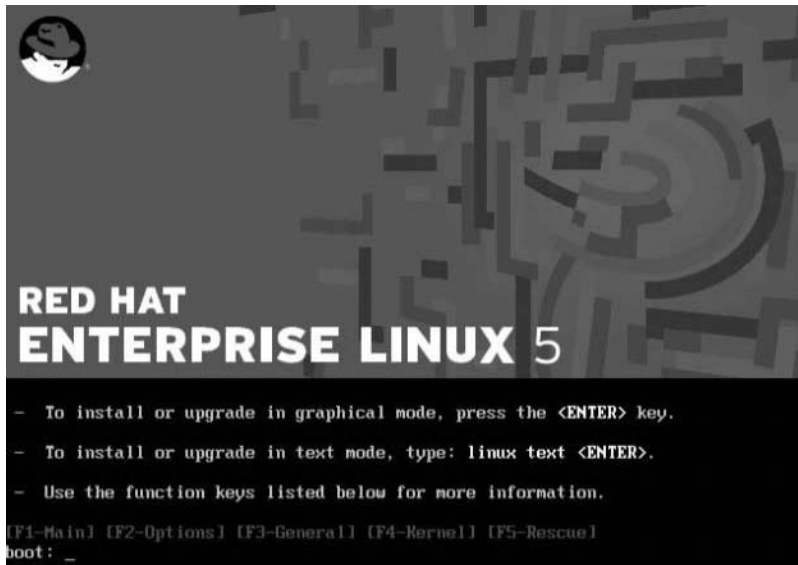 RED HAT
ENTERPRISE LINUX 5
- To install or upgrade in graphical mode, press the <ENTER> key.
- To install or upgrade in text mode, type: linux text <ENTER>.
- Use the function keys listed below for more information.
[F1-Main] [F2-Options] [F3-General] [F4-Kernel] [F5-Rescue]
boot: _